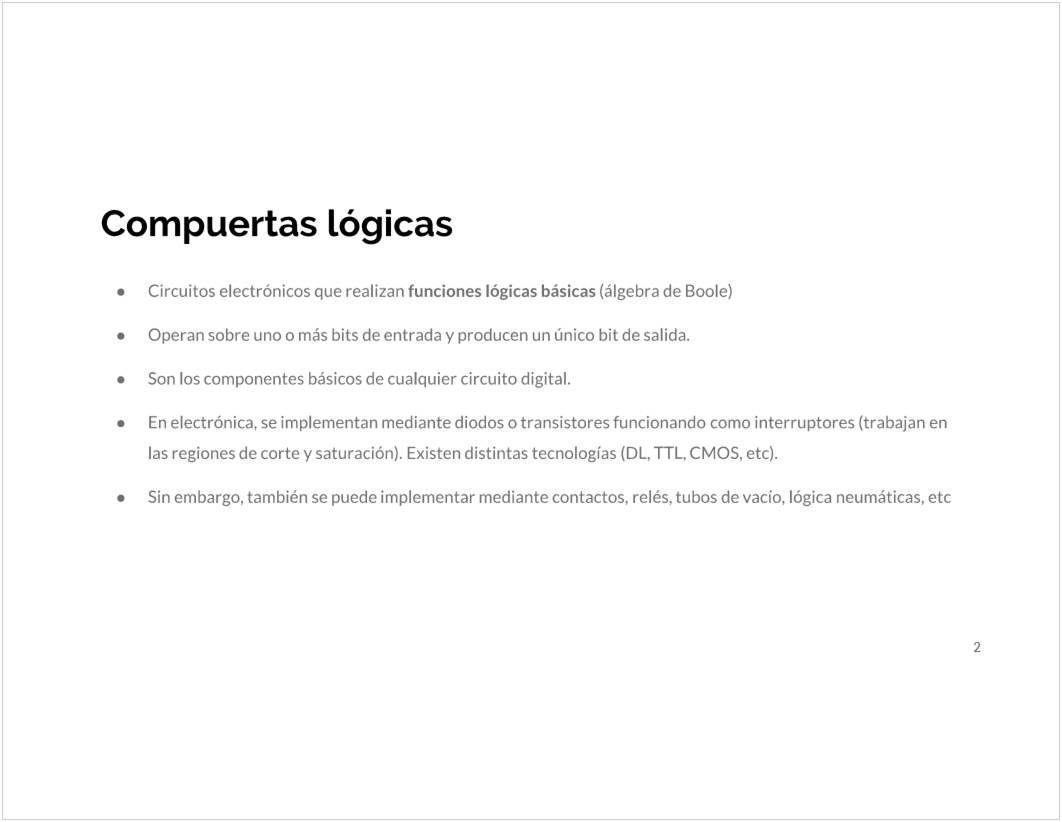 Compuertas lógicas
● Circuitos electrónicos que realizan funciones lógicas básicas (álgebra de Boole)
● Operan sobre uno o más bits de entrada y producen un único bit de salida.
● Son los componentes básicos de cualquier circuito digital.
● En electrónica, se implementan mediante diodos o transistores funcionando como interruptores (trabajan en
las regiones de corte y saturación). Existen distintas tecnologías (DL, TTL, CMOS, etc).
● Sin embargo, también se puede implementar mediante contactos, relés, tubos de vacío, lógica neumáticas, etc
2